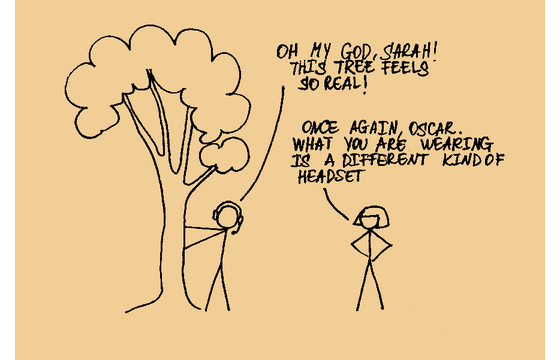 OH MY GOD, SARAH!
THIS TREE FEELS
SO REAL!
ONCE AGAIN, OSCAR.
WHAT YOU ARE WEARING
IS A DIFFERENT KIND OF
HEADSET